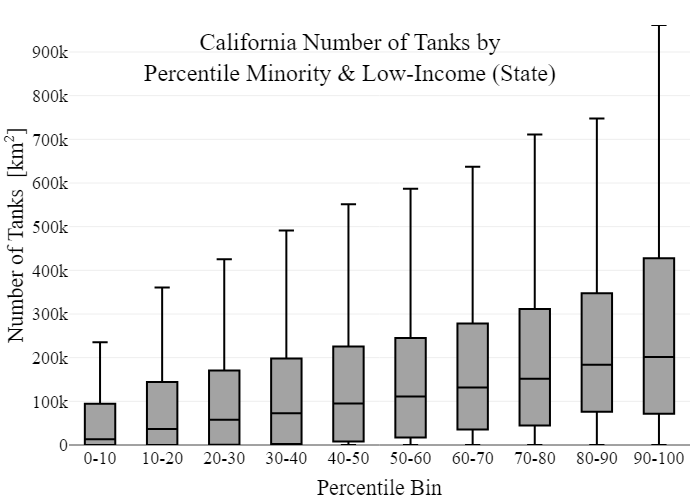 California Number of Tanks by
Percentile Minority & Low-Income (State)
Number of Tanks [km²]
900k
800k
700k
600k
500k
400k
300k
200k
100k
0
0-10 10-20 20-30 30-40 40-50 50-60 60-70 70-80 80-90 90-100
Percentile Bin